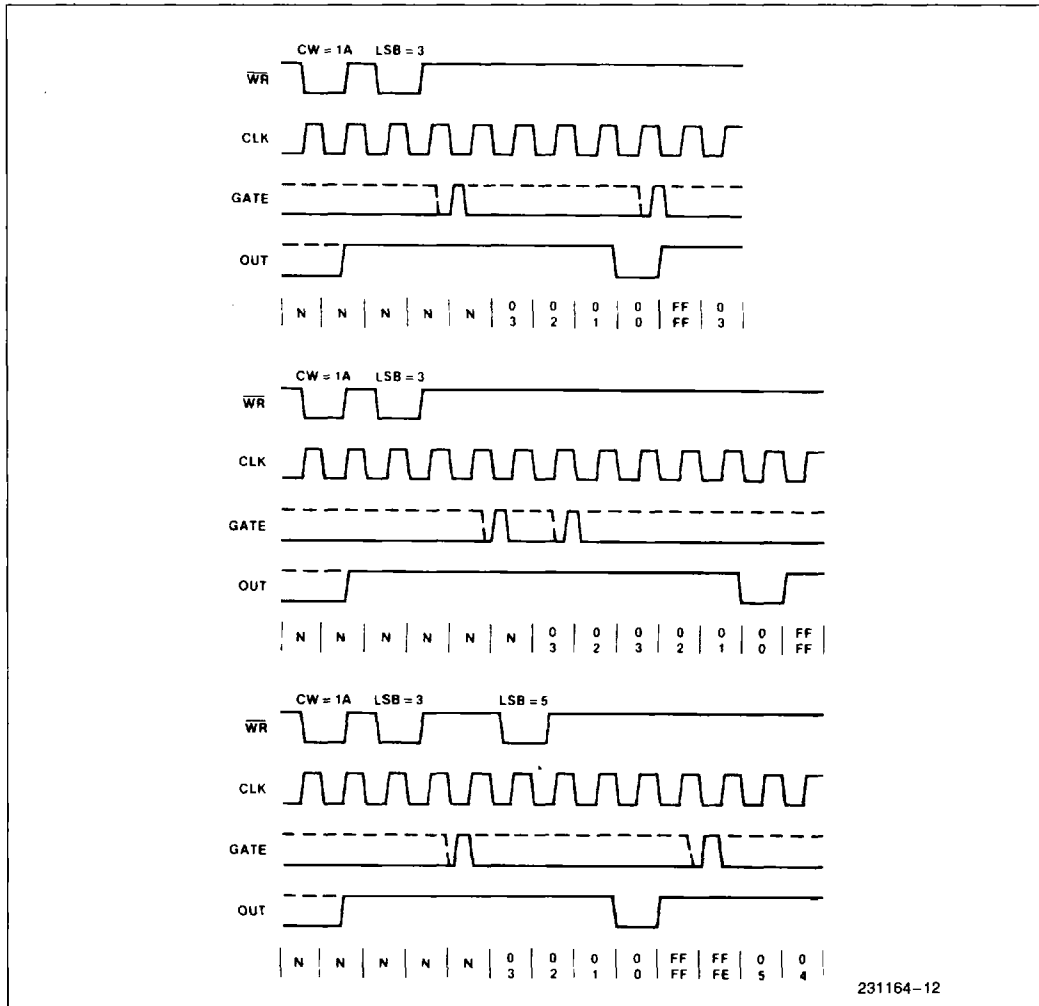 CW = 1A LSB = 3
WR
CLK
GATE
OUT
N N N N N 0 0 0 0 FF 0
3 2 1 0 FF 3
CW = 1A LSB = 3
WR
CLK
GATE
OUT
N N N N N N 0 0 0 0 0 0 FF
3 2 3 2 1 0 FF
CW = 1A LSB = 3 LSB = 5
WR
CLK
GATE
OUT
N N N N N 0 0 0 0 FF FF 0 0
3 2 1 0 FF FE 5 4
231164-12